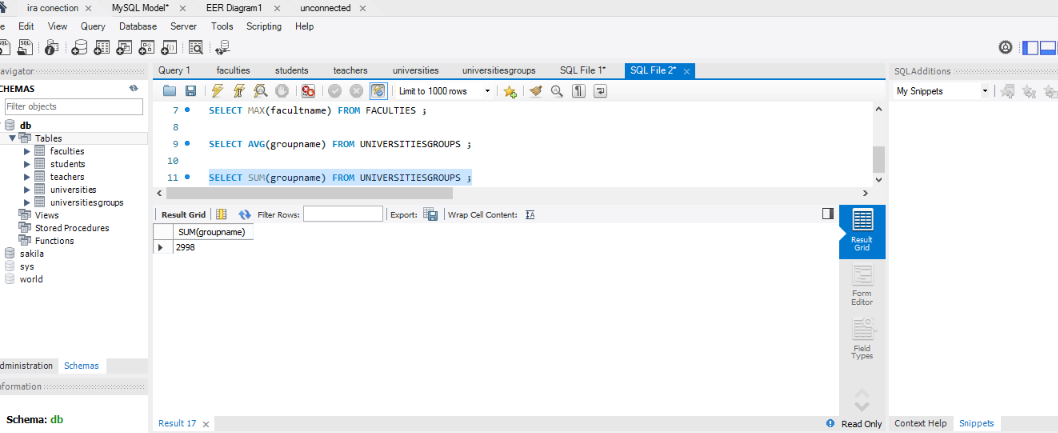 ira conection × MySQL Model* × EER Diagram1 × unconnected ×
Edit View Query Database Server Tools Scripting Help
avigator
CHEMAS
Filter objects
db
Tables
faculties
students
teachers
universities
universitiesgroups
Views
Stored Procedures
Functions
sakila
sys
world
dministration Schemas
nformation
Schema: db
Query 1 faculties students teachers universities universitiesgroups SQL File 1* SQL File 2* ×
Limit to 1000 rows
7 SELECT MAX(facultname) FROM FACULTIES ;
8
9 SELECT AVG(groupname) FROM UNIVERSITIESGROUPS ;
10
11 SELECT SUM(groupname) FROM UNIVERSITIESGROUPS ;
Result Grid Filter Rows: Export: Wrap Cell Content:
SUM(groupname)
2998
Result Grid
Form Editor
Field Types
Result 17 × Read Only
SQLAdditions
My Snippets
Context Help Snippets